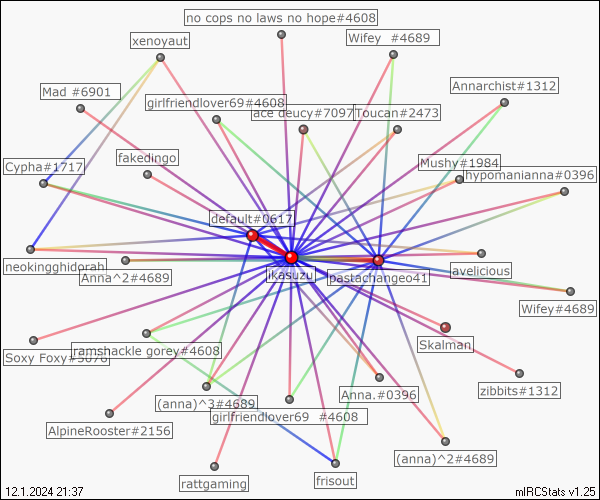 no cops no laws no hope#4608
xenoyaut
Wifey  #4689
Annarchist#1312
Mad #6901
girlfriendlover69#4608
ace deucy#7097
Toucan#2473
fakedingo
Mushy#1984
Cypha#1717
hypomanianna#0396
default#0617
neokingghidorah
Anna^2#4689
ikasuzu
pastachangeo41
avelicious
Wifey#4689
Skalman
Soxy Foxy#5076
ramshackle gorey#4608
zibbits#1312
Anna.#0396
(anna)^3#4689
girlfriendlover69  #4608
AlpineRooster#2156
(anna)^2#4689
rattgaming
frisout
12.1.2024 21:37
mIRCStats v1.25